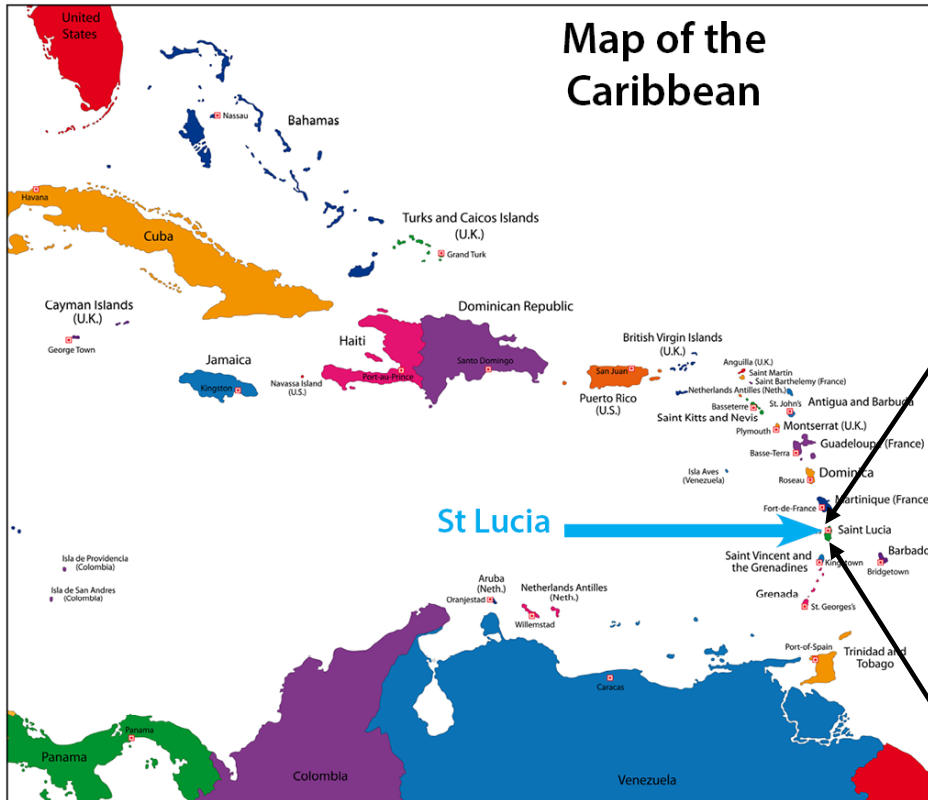 United
States
Map of the
Caribbean
Nassau
Bahamas
Havana
Cuba
Turks and Caicos Islands
(U.K.)
Grand Turk
Cayman Islands
(U.K.)
George Town
Dominican Republic
Haiti
Jamaica
Kingston
Navassa Island
(U.S.)
Port-au-Prince
Santo Domingo
British Virgin Islands
(U.K.)
San Juan
Puerto Rico
(U.S.)
Anguilla (U.K.)
Saint Martin
Saint Barthelemy (France)
Netherlands Antilles (Neth.)
Basseterre
St. John's
Antigua and Barbuda
Saint Kitts and Nevis
Plymouth
Montserrat (U.K.)
Guadeloupe (France)
Basse-Terra
Isla Aves
(Venezuela)
Roseau
Dominica
Martinique (France
Fort-de-France
St Lucia
Saint Lucia
Saint Vincent and
the Grenadines
Kingstown
Barbado
Bridgetown
Isla de Providencia
(Colombia)
Isla de San Andres
(Colombia)
Aruba
(Neth.)
Oranjestad
Netherlands Antilles
(Neth.)
Willemstad
Grenada
St. Georges's
Port-of-Spain
Trinidad and
Tobago
Caracas
Panama
Panama
Colombia
Venezuela